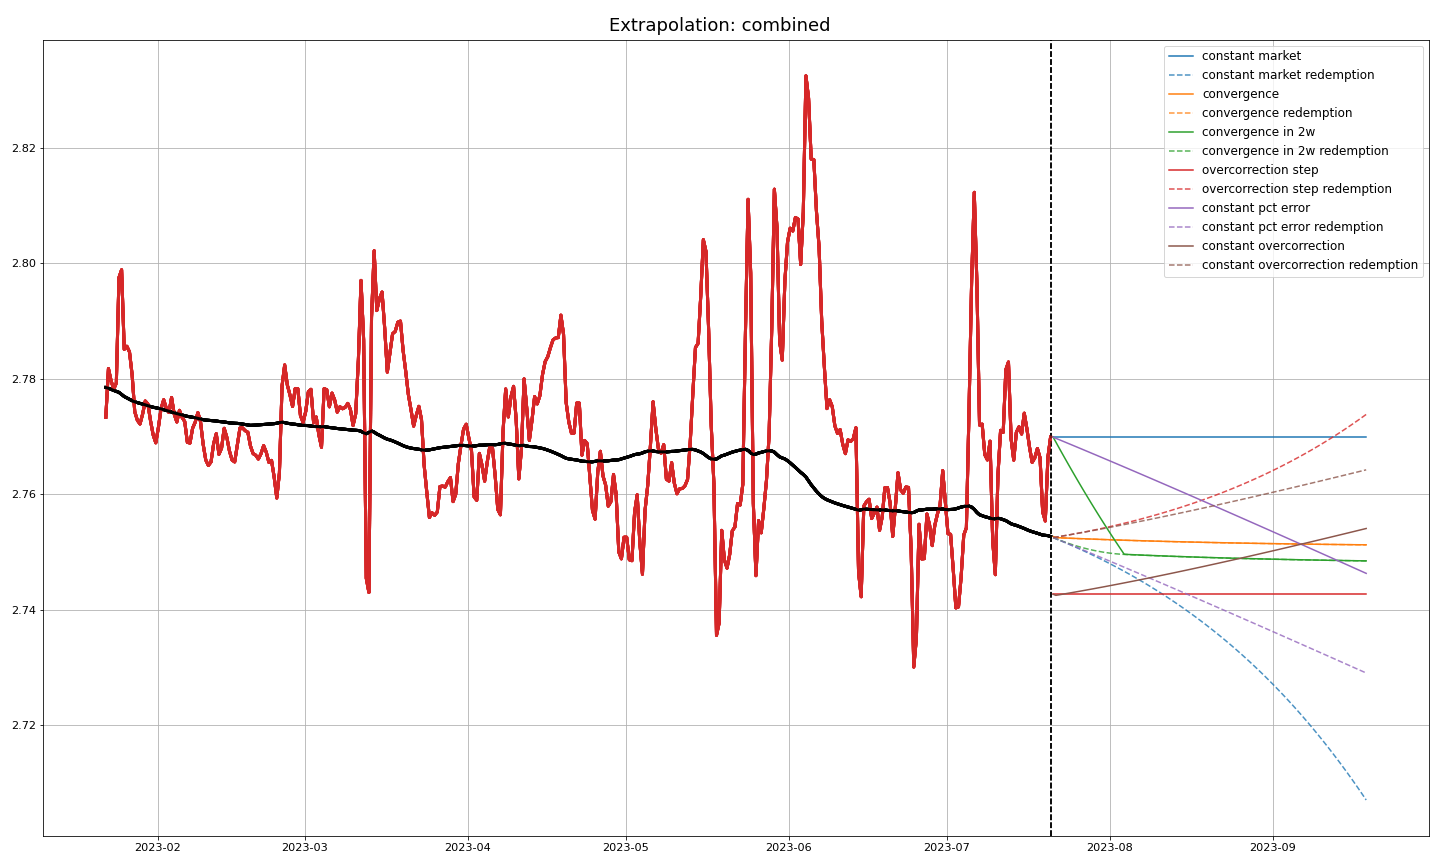 Extrapolation: combined
constant market
constant market redemption
convergence
convergence redemption
convergence in 2w
convergence in 2w redemption
overcorrection step
overcorrection step redemption
constant pct error
constant pct error redemption
constant overcorrection
constant overcorrection redemption
2.82
2.80
2.78
2.76
2.74
2.72
2023-02 2023-03 2023-04 2023-05 2023-06 2023-07 2023-08 2023-09